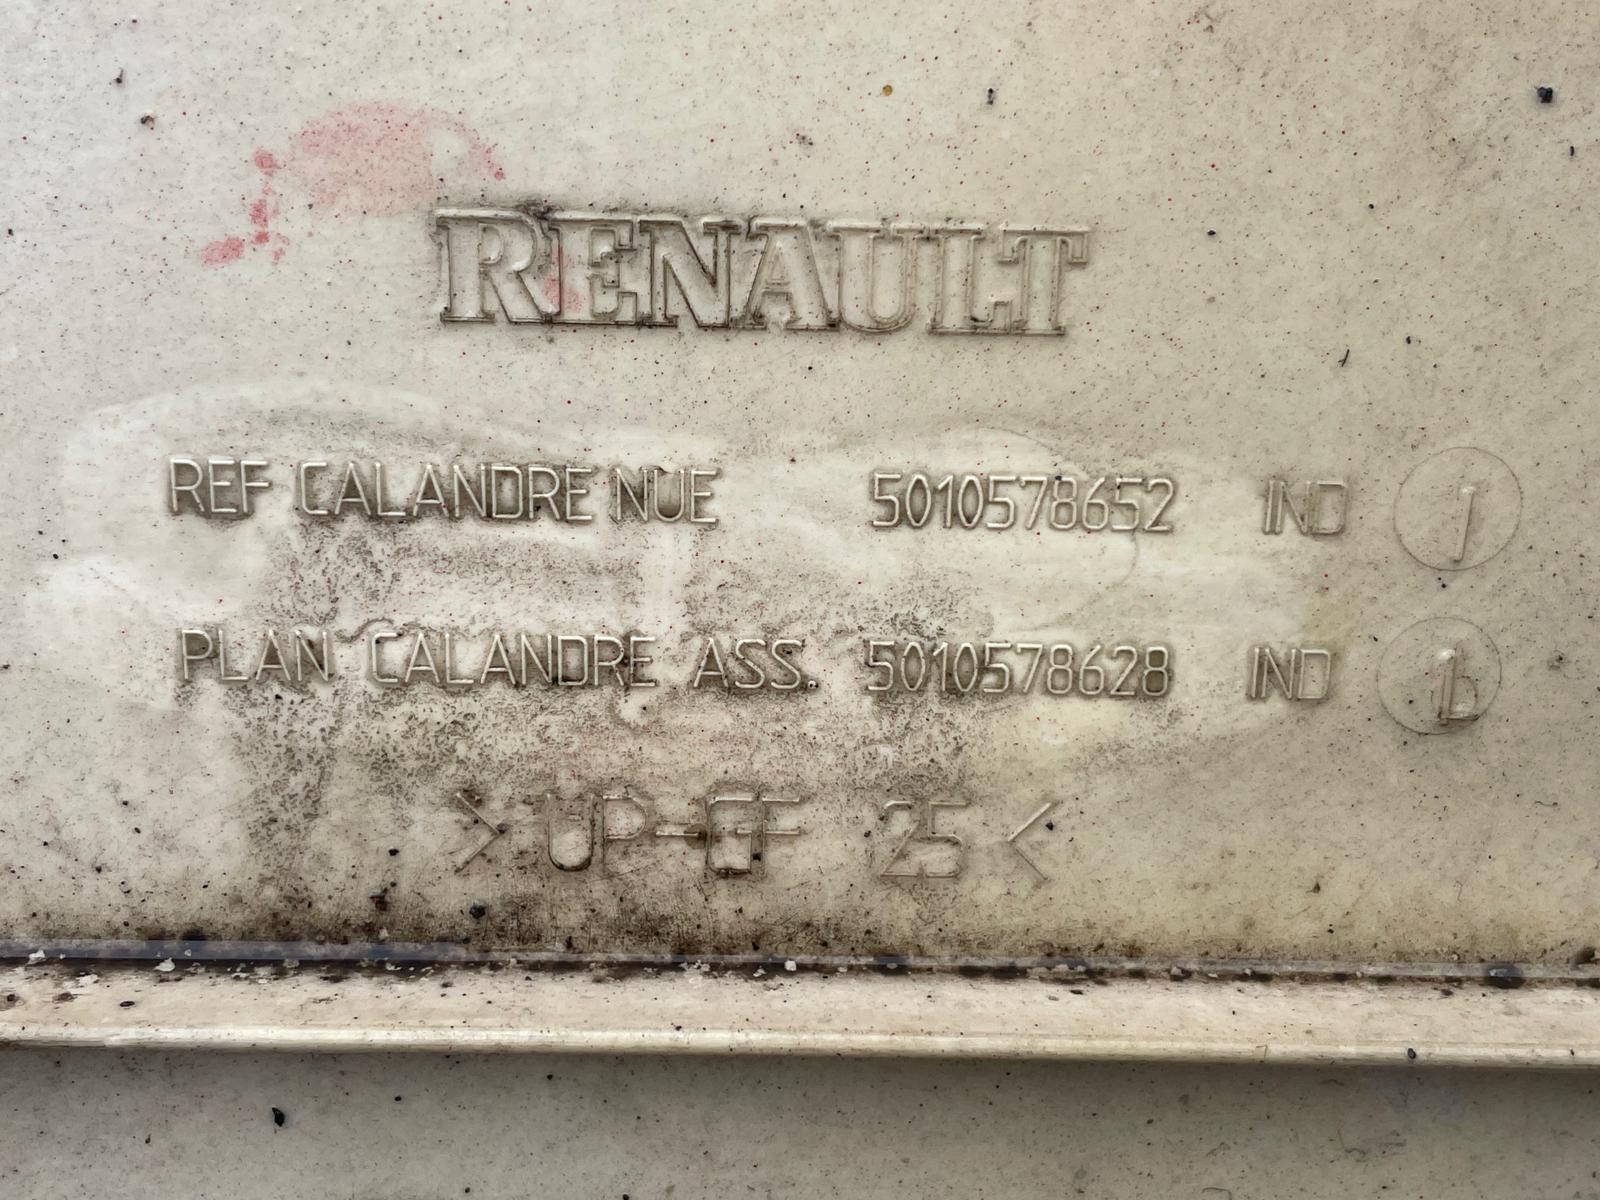 RENAULT
REF CALANDRE NUE 5010578652 IND
PLAN CALANDRE ASS. 5010578628 IND
>UP-GF 25<